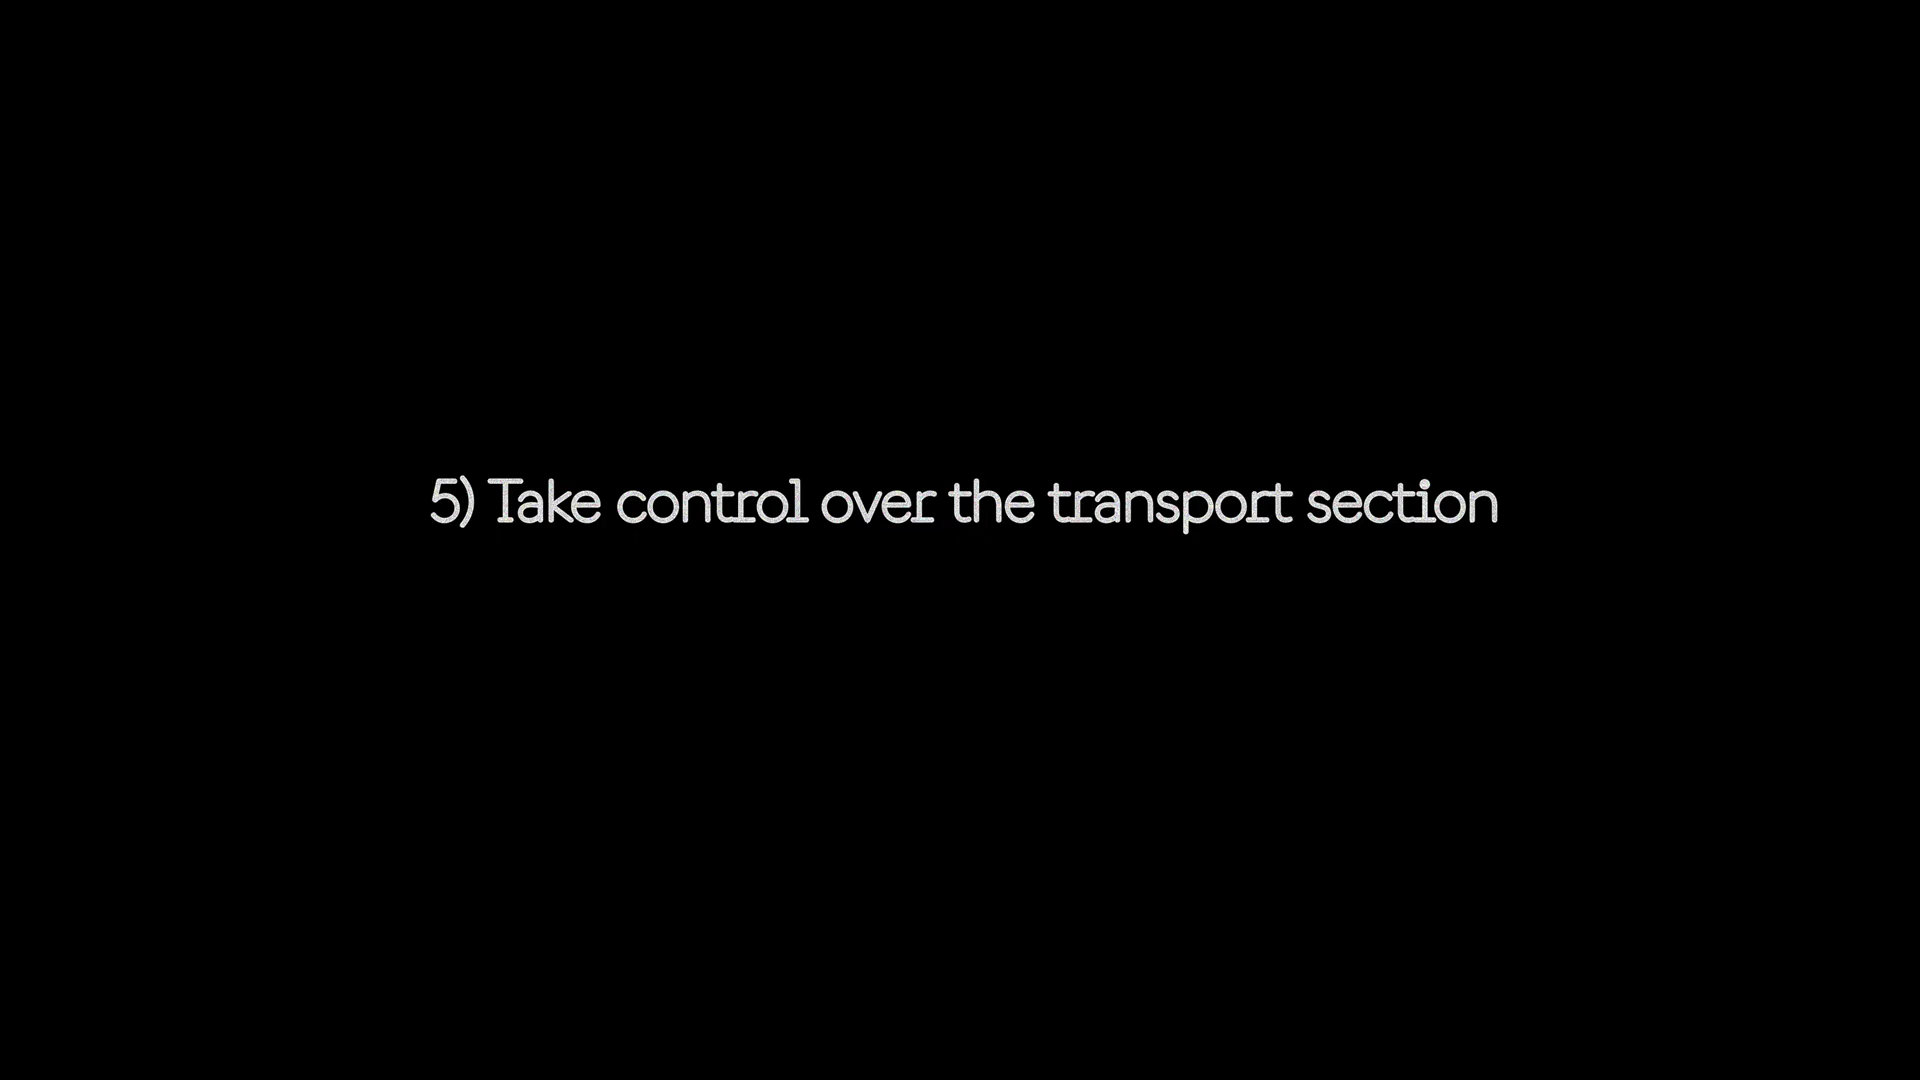 5) Take control over the transport section